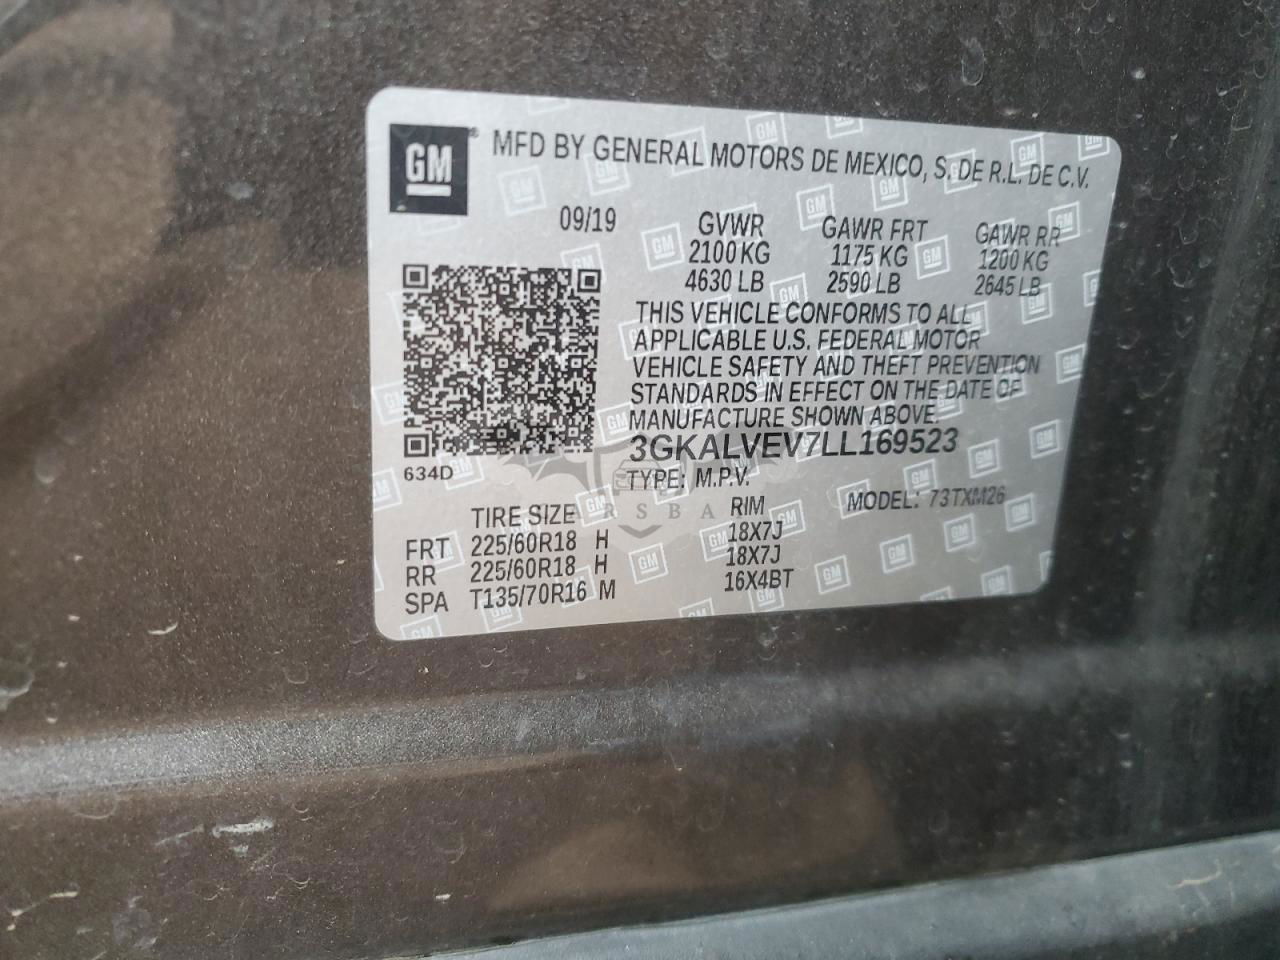 GM ® MFD BY GENERAL MOTORS DE MEXICO, S. DE R.L. DE C.V.
09/19 GVWR GAWR FRT GAWR RR
2100 KG 1175 KG 1200 KG
4630 LB 2590 LB 2645 LB
THIS VEHICLE CONFORMS TO ALL
APPLICABLE U.S. FEDERAL MOTOR
VEHICLE SAFETY AND THEFT PREVENTION
STANDARDS IN EFFECT ON THE DATE OF
MANUFACTURE SHOWN ABOVE.
3GKALVEV7LL169523
634D TYPE: M.P.V. MODEL: 73TXM26
TIRE SIZE RIM
FRT 225/60R18 H 18X7J
RR 225/60R18 H 18X7J
SPA T135/70R16 M 16X4BT